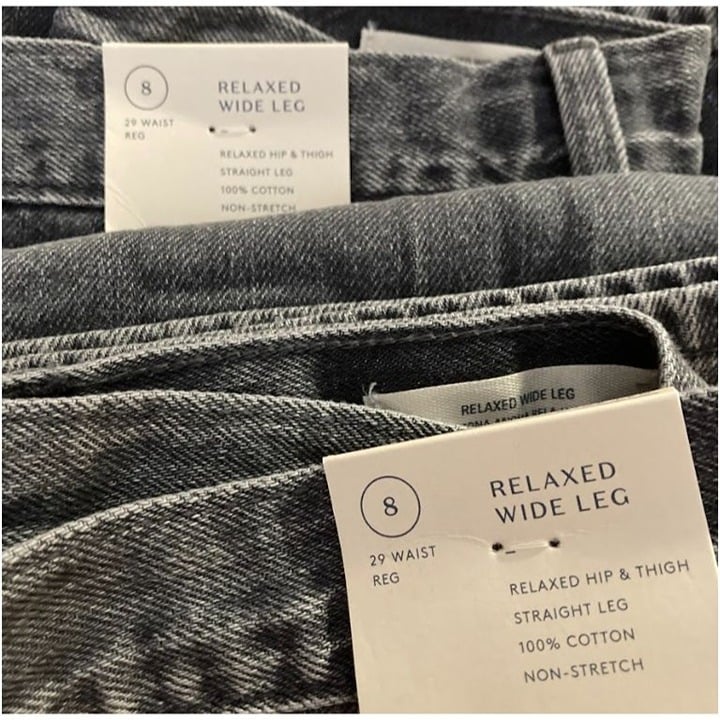 8
29 WAIST
REG
RELAXED
WIDE LEG
RELAXED HIP & THIGH
STRAIGHT LEG
100% COTTON
NON-STRETCH
RELAXED WIDE LEG
8
29 WAIST
REG
RELAXED
WIDE LEG
RELAXED HIP & THIGH
STRAIGHT LEG
100% COTTON
NON-STRETCH